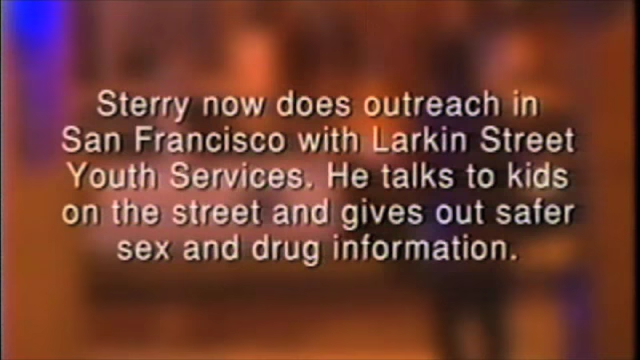 Sterry now does outreach in
San Francisco with Larkin Street
Youth Services. He talks to kids
on the street and gives out safer
sex and drug information.